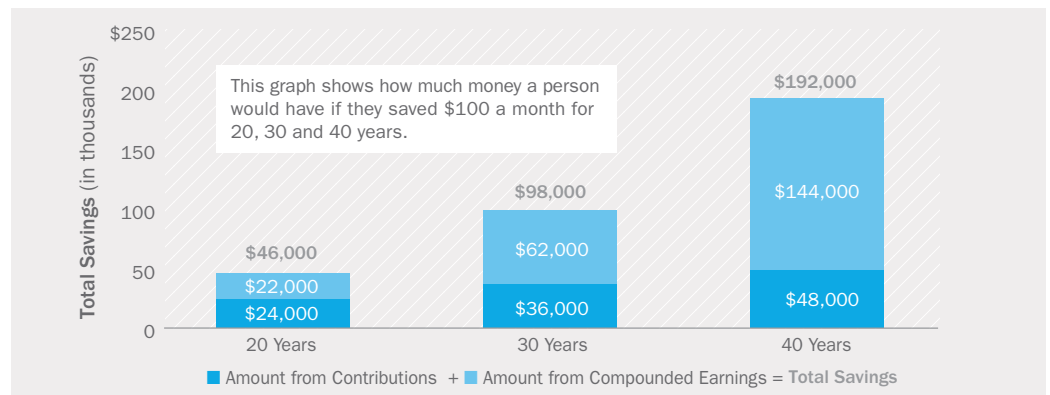 $250
200
150
100
50
0
Total Savings (in thousands)
This graph shows how much money a person
would have if they saved $100 a month for
20, 30 and 40 years.
$46,000
$22,000
$24,000
$98,000
$62,000
$36,000
$192,000
$144,000
$48,000
20 Years
30 Years
40 Years
Amount from Contributions + Amount from Compounded Earnings = Total Savings